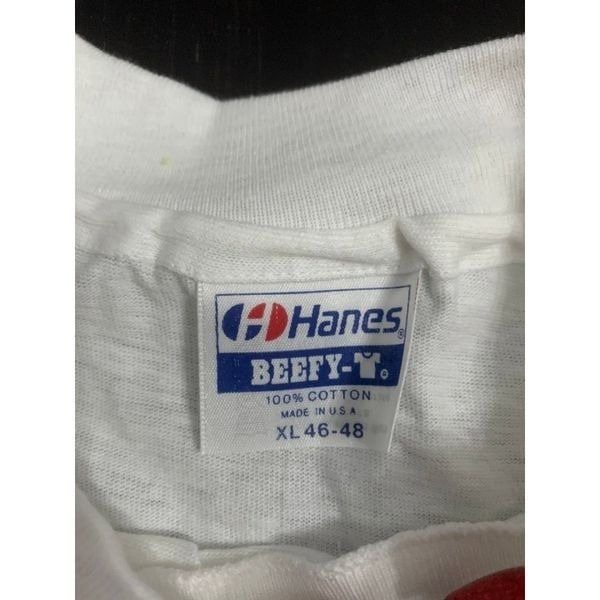 Hanes®
BEEFY-T®
100% COTTON
MADE IN U.S.A.
XL 46-48